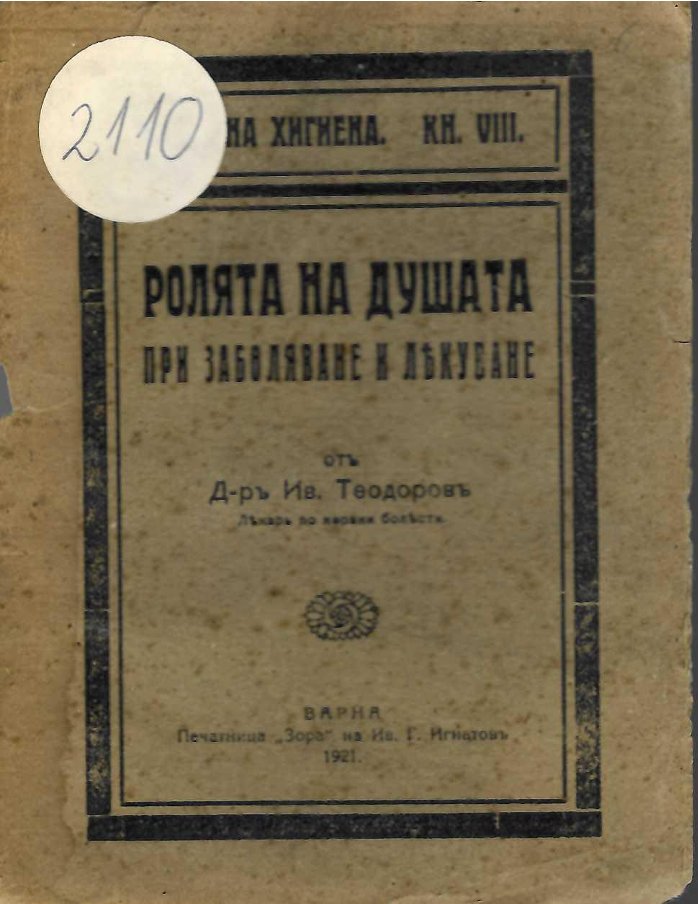 2110
НА ХИГИЕНА. КН. VIII.
РОЛЯТА НА ДУШАТА
ПРИ ЗАБОЛЯВАНЕ И ЛѢКУВАНЕ
отъ
Д-ръ Ив. Теодоровъ
Лѣкарь по нервни болѣсти.
ВАРНА
Печатница „Зора" на Ив. Г. Игнатовъ
1921.